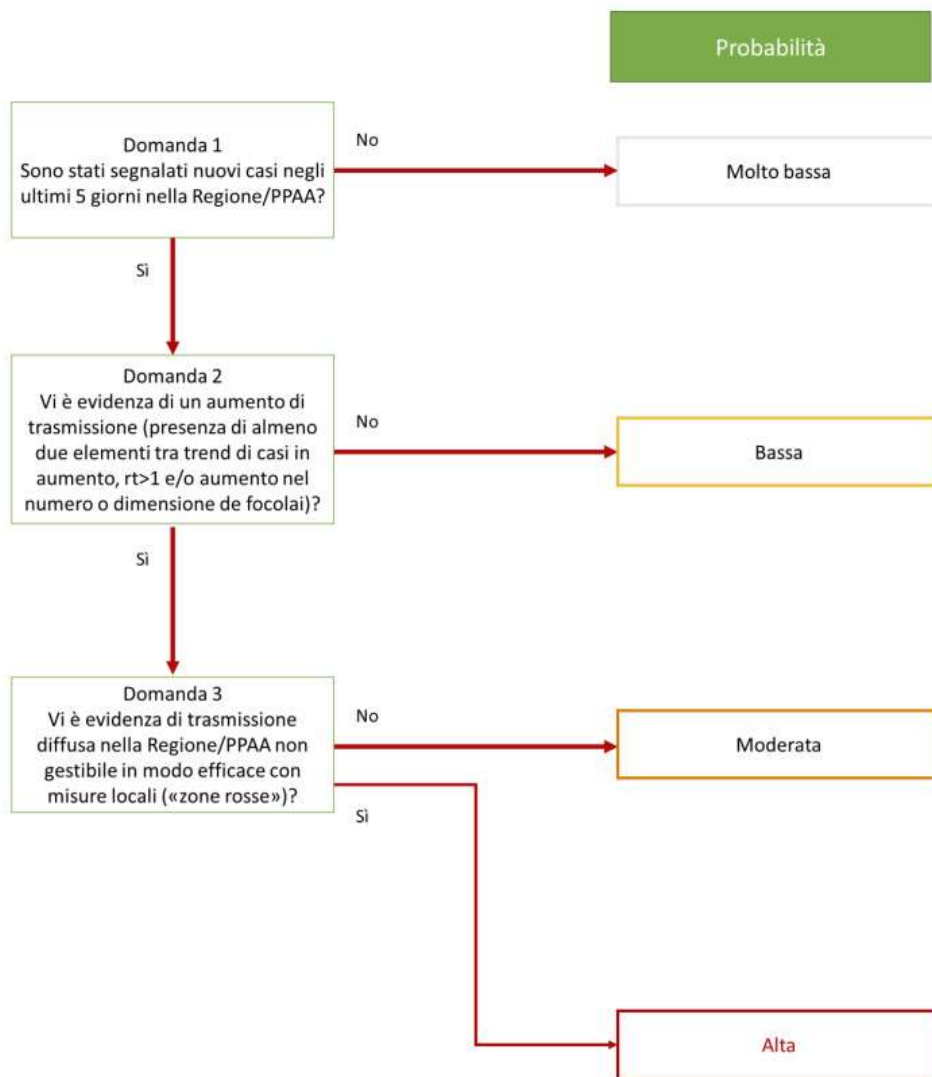 Probabilità
Domanda 1
Sono stati segnalati nuovi casi negli
ultimi 5 giorni nella Regione/PPAA?
No
Molto bassa
Sì
Domanda 2
Vi è evidenza di un aumento di
trasmissione (presenza di almeno
due elementi tra trend di casi in
aumento, rt>1 e/o aumento nel
numero o dimensione de focolai)?
No
Bassa
Sì
Domanda 3
Vi è evidenza di trasmissione
diffusa nella Regione/PPAA non
gestibile in modo efficace con
misure locali («zone rosse»)?
No
Moderata
Sì
Alta